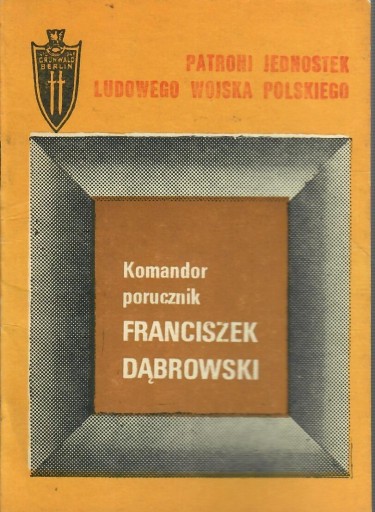 GRUNWALD
BERLIN
PATRONI JEDNOSTEK
LUDOWEGO WOJSKA POLSKIEGO
Komandor
porucznik
FRANCISZEK
DĄBROWSKI